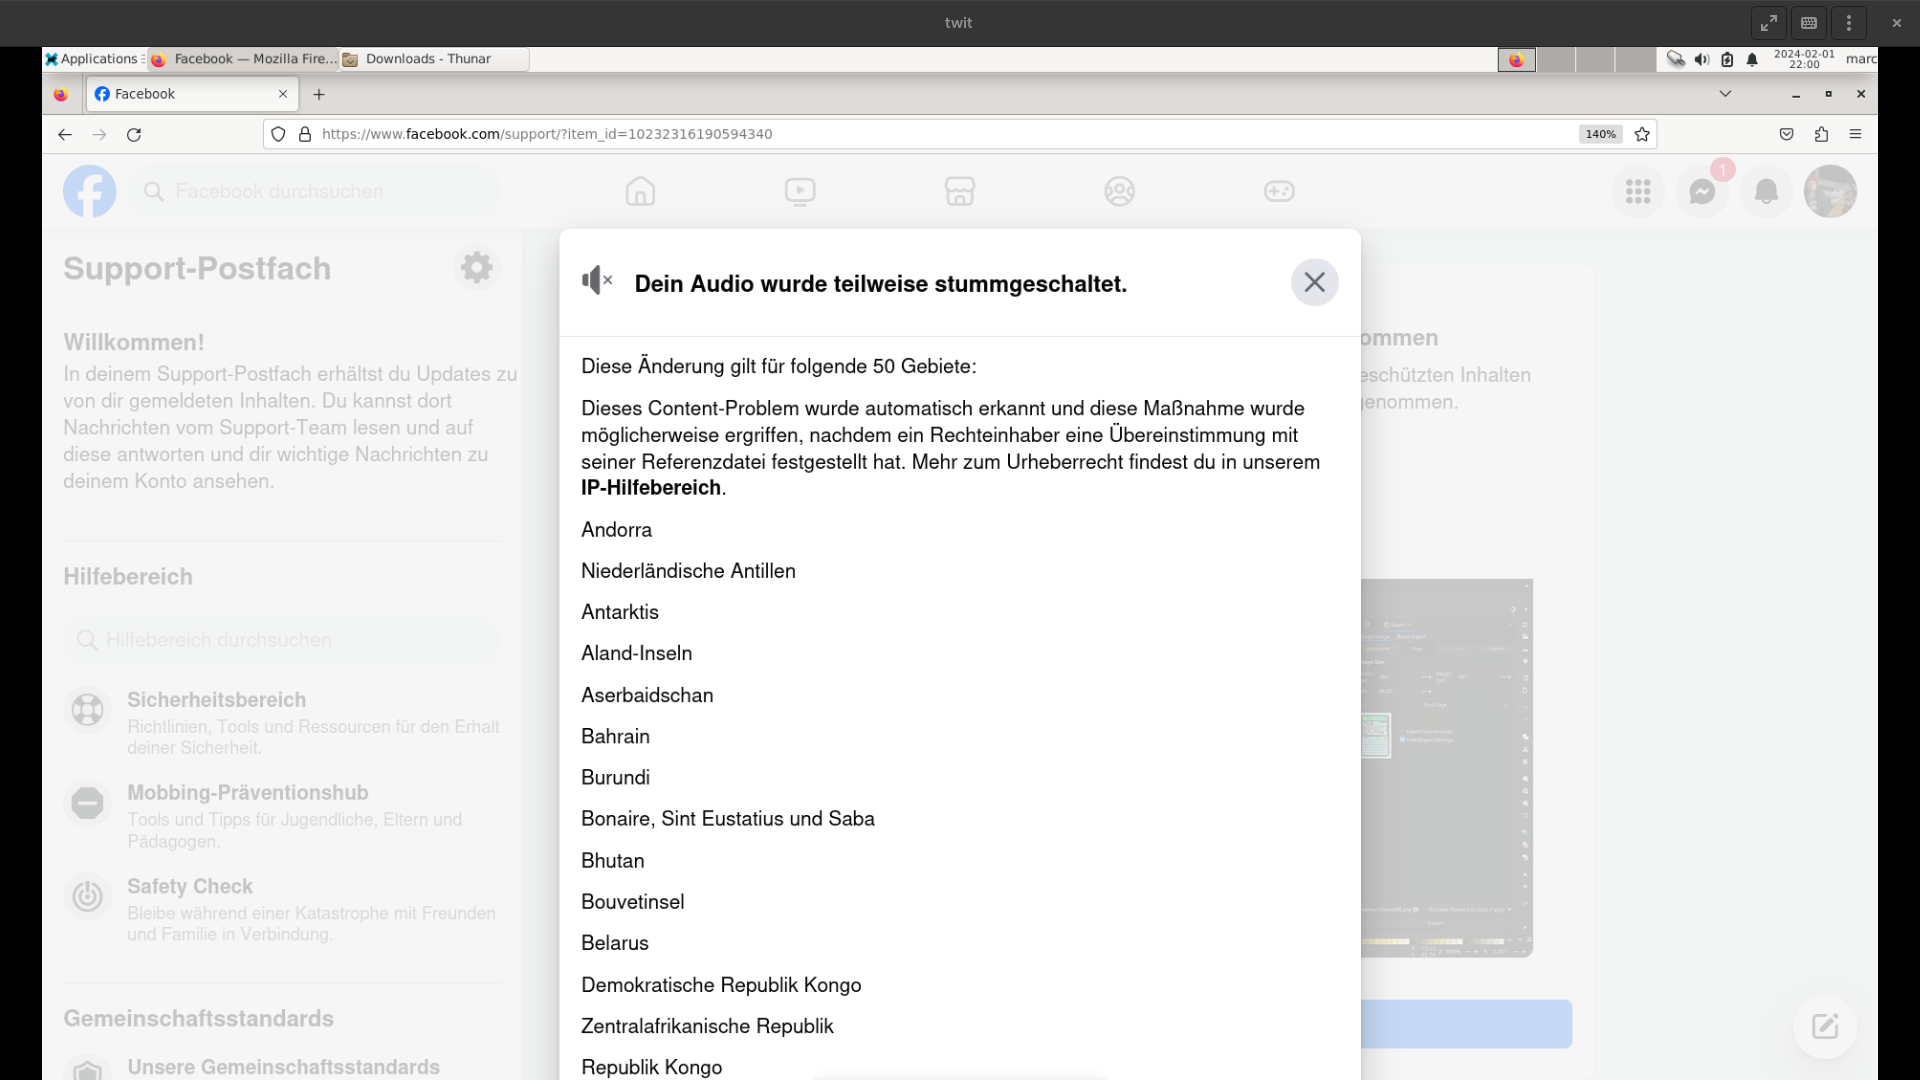 twit
Applications
Facebook — Mozilla Fire...
Downloads - Thunar
2024-02-01
22:00
marc
Facebook
https://www.facebook.com/support/?item_id=10232316190594340
140%
Facebook durchsuchen
1
Support-Postfach
Willkommen!
In deinem Support-Postfach erhältst du Updates zu
von dir gemeldeten Inhalten. Du kannst dort
Nachrichten vom Support-Team lesen und auf
diese antworten und dir wichtige Nachrichten zu
deinem Konto ansehen.
Hilfebereich
Hilfebereich durchsuchen
Sicherheitsbereich
Richtlinien, Tools und Ressourcen für den Erhalt
deiner Sicherheit.
Mobbing-Präventionshub
Tools und Tipps für Jugendliche, Eltern und
Pädagogen.
Safety Check
Bleibe während einer Katastrophe mit Freunden
und Familie in Verbindung.
Gemeinschaftsstandards
Unsere Gemeinschaftsstandards
Dein Audio wurde teilweise stummgeschaltet.
Diese Änderung gilt für folgende 50 Gebiete:
Dieses Content-Problem wurde automatisch erkannt und diese Maßnahme wurde
möglicherweise ergriffen, nachdem ein Rechteinhaber eine Übereinstimmung mit
seiner Referenzdatei festgestellt hat. Mehr zum Urheberrecht findest du in unserem
IP-Hilfebereich.
Andorra
Niederländische Antillen
Antarktis
Aland-Inseln
Aserbaidschan
Bahrain
Burundi
Bonaire, Sint Eustatius und Saba
Bhutan
Bouvetinsel
Belarus
Demokratische Republik Kongo
Zentralafrikanische Republik
Republik Kongo
ommen
eschützten Inhalten
enommen.